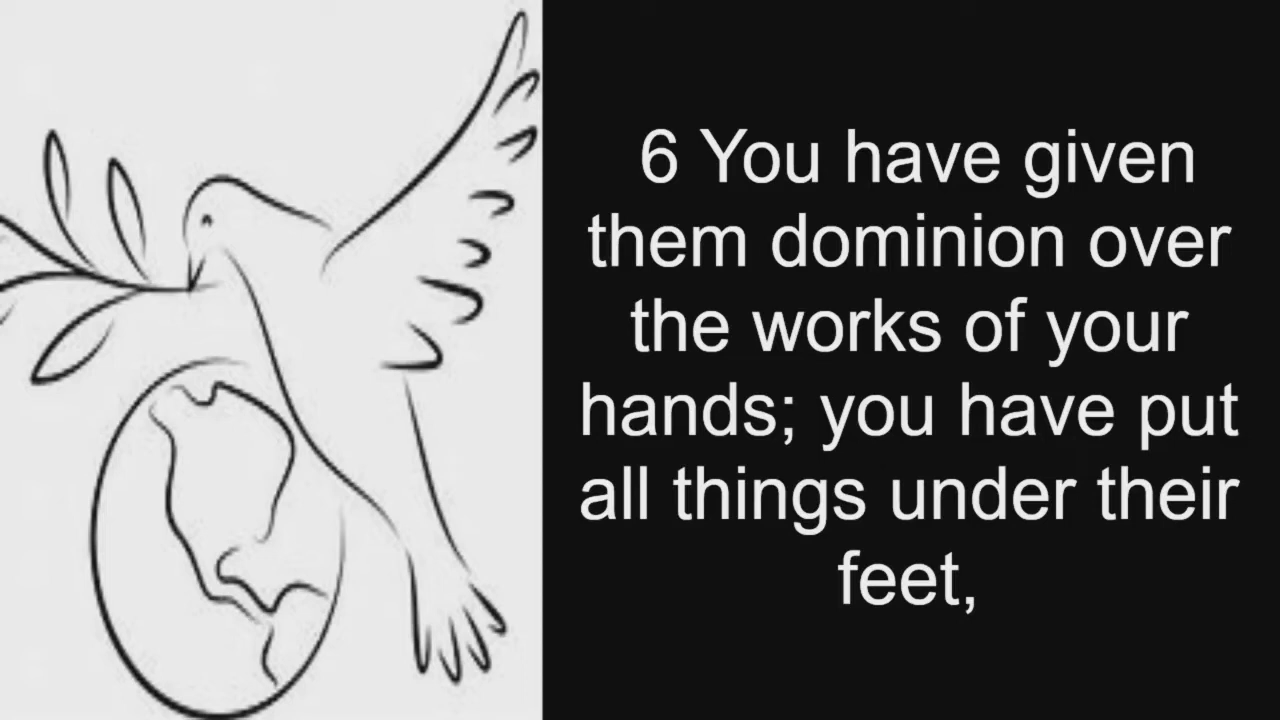 6 You have given
them dominion over
the works of your
hands; you have put
all things under their
feet,